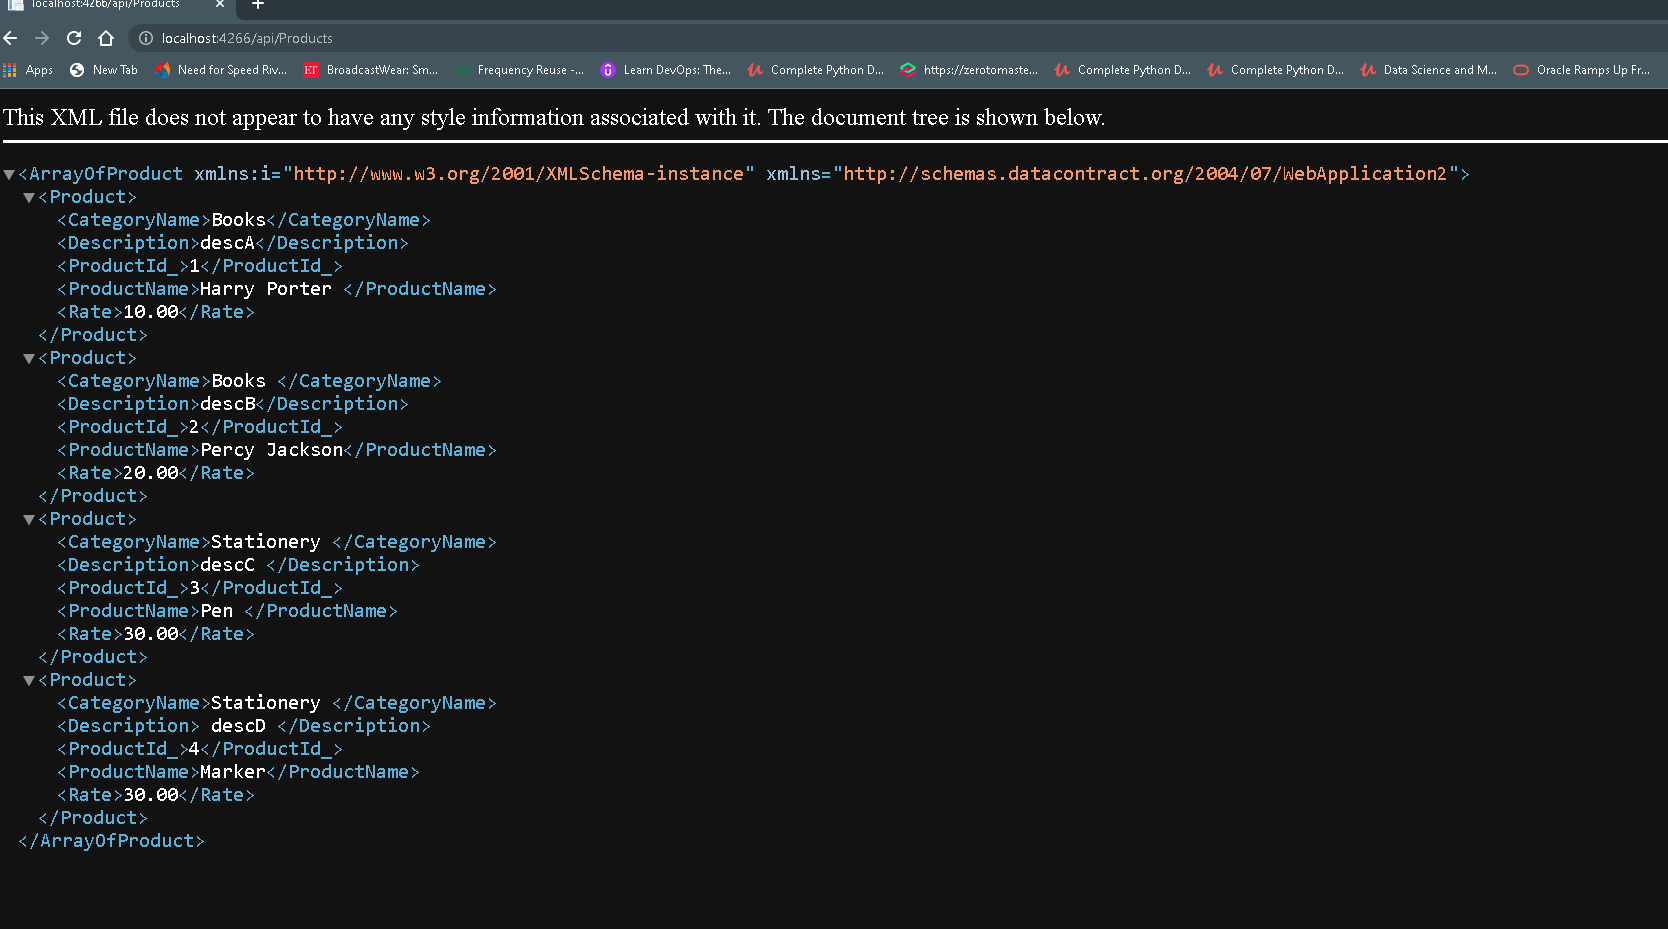 localhost:4266/api/Products
localhost:4266/api/Products
Apps New Tab Need for Speed Riv... ET BroadcastWear: Sm... Frequency Reuse -... Learn DevOps: The... Complete Python D... https://zerotomaste... Complete Python D... Complete Python D... Data Science and M... Oracle Ramps Up Fr...
This XML file does not appear to have any style information associated with it. The document tree is shown below.
▼<ArrayOfProduct xmlns:i="http://www.w3.org/2001/XMLSchema-instance" xmlns="http://schemas.datacontract.org/2004/07/WebApplication2">
▼<Product>
<CategoryName>Books</CategoryName>
<Description>descA</Description>
<ProductId_>1</ProductId_>
<ProductName>Harry Porter </ProductName>
<Rate>10.00</Rate>
</Product>
▼<Product>
<CategoryName>Books </CategoryName>
<Description>descB</Description>
<ProductId_>2</ProductId_>
<ProductName>Percy Jackson</ProductName>
<Rate>20.00</Rate>
</Product>
▼<Product>
<CategoryName>Stationery </CategoryName>
<Description>descC </Description>
<ProductId_>3</ProductId_>
<ProductName>Pen </ProductName>
<Rate>30.00</Rate>
</Product>
▼<Product>
<CategoryName>Stationery </CategoryName>
<Description> descD </Description>
<ProductId_>4</ProductId_>
<ProductName>Marker</ProductName>
<Rate>30.00</Rate>
</Product>
</ArrayOfProduct>